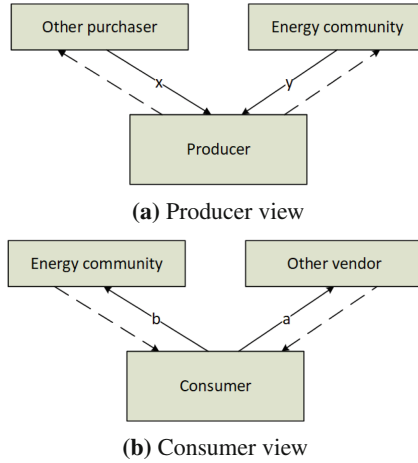 Other purchaser
Energy community
x
y
Producer
(a) Producer view
Energy community
Other vendor
b
a
Consumer
(b) Consumer view